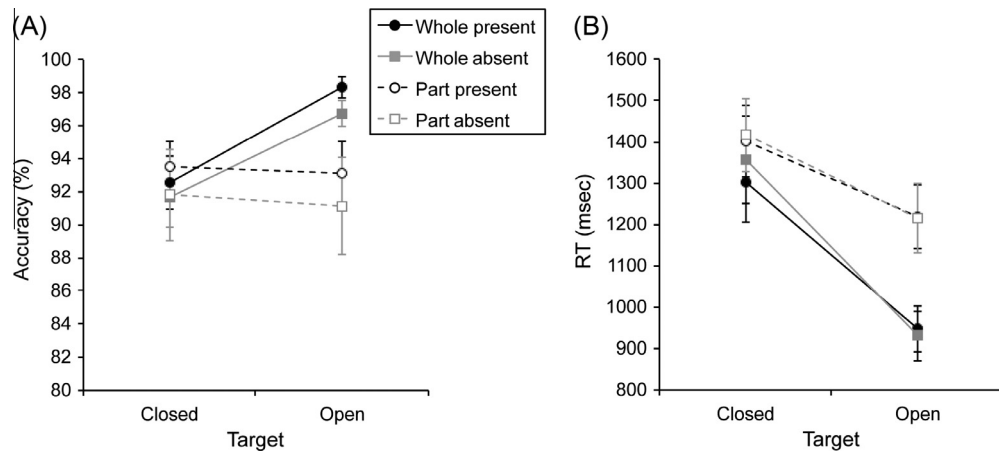 (A)
Whole present
Whole absent
Part present
Part absent
100
98
96
94
92
90
88
86
84
82
80
Accuracy (%)
Closed
Open
Target
(B)
1600
1500
1400
1300
1200
1100
1000
900
800
RT (msec)
Closed
Open
Target